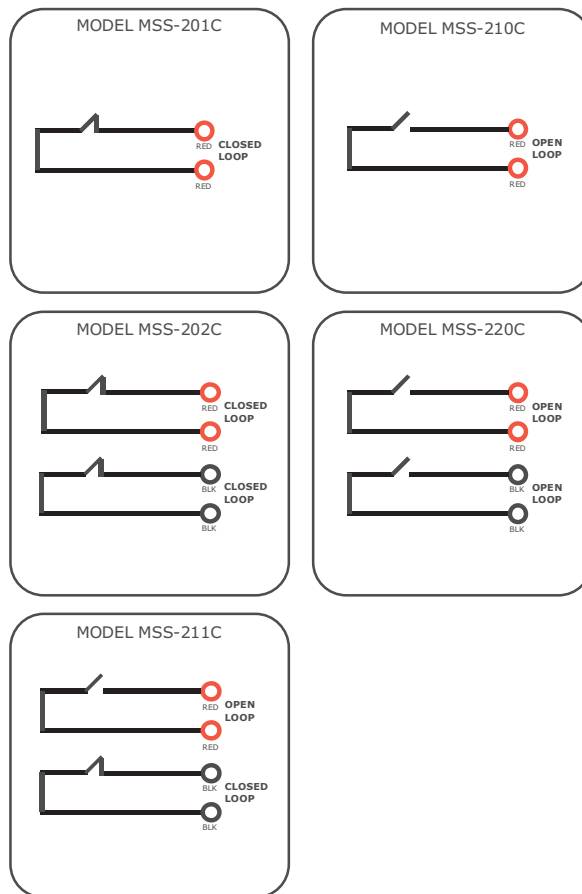 MODEL MSS-201C
RED
CLOSED
LOOP
RED
MODEL MSS-210C
RED
OPEN
LOOP
RED
MODEL MSS-202C
RED
CLOSED
LOOP
RED
BLK
CLOSED
LOOP
BLK
MODEL MSS-220C
RED
OPEN
LOOP
RED
BLK
OPEN
LOOP
BLK
MODEL MSS-211C
RED
OPEN
LOOP
RED
BLK
CLOSED
LOOP
BLK